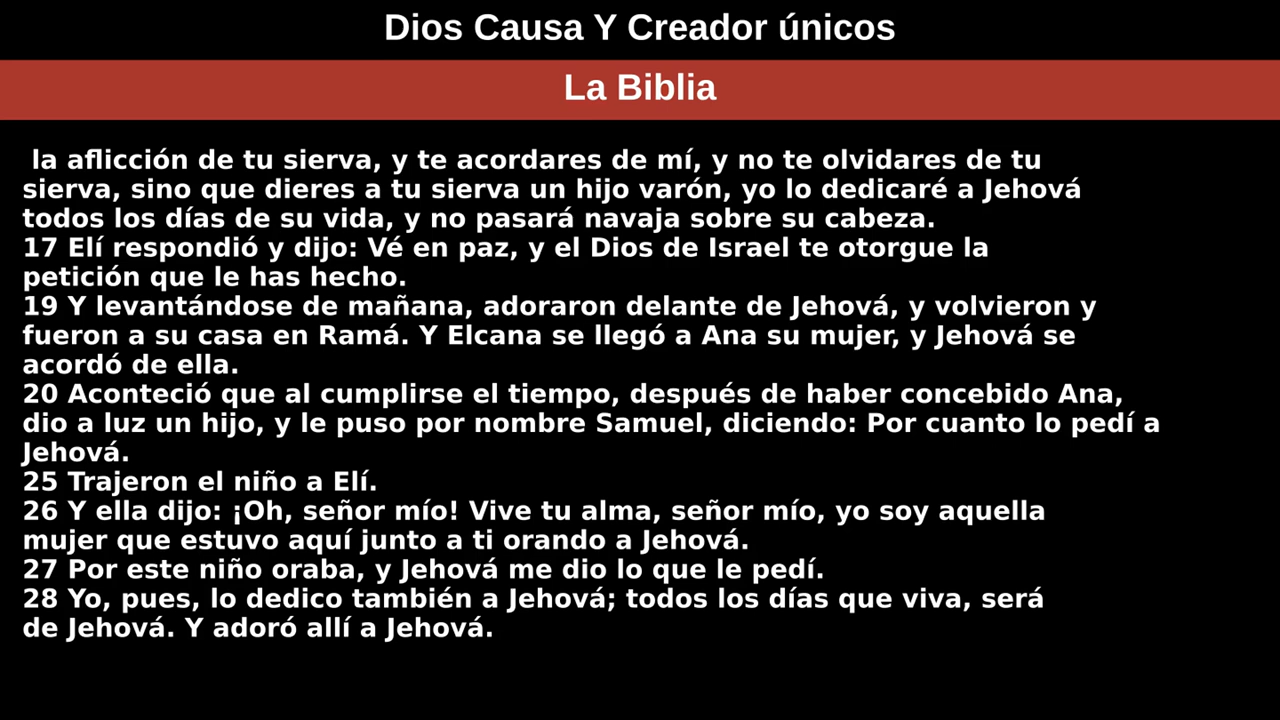 Dios Causa Y Creador únicos
La Biblia
la aflicción de tu sierva, y te acordares de mí, y no te olvidares de tu
sierva, sino que dieres a tu sierva un hijo varón, yo lo dedicaré a Jehová
todos los días de su vida, y no pasará navaja sobre su cabeza.
17 Elí respondió y dijo: Vé en paz, y el Dios de Israel te otorgue la
petición que le has hecho.
19 Y levantándose de mañana, adoraron delante de Jehová, y volvieron y
fueron a su casa en Ramá. Y Elcana se llegó a Ana su mujer, y Jehová se
acordó de ella.
20 Aconteció que al cumplirse el tiempo, después de haber concebido Ana,
dio a luz un hijo, y le puso por nombre Samuel, diciendo: Por cuanto lo pedí a
Jehová.
25 Trajeron el niño a Elí.
26 Y ella dijo: ¡Oh, señor mío! Vive tu alma, señor mío, yo soy aquella
mujer que estuvo aquí junto a ti orando a Jehová.
27 Por este niño oraba, y Jehová me dio lo que le pedí.
28 Yo, pues, lo dedico también a Jehová; todos los días que viva, será
de Jehová. Y adoró allí a Jehová.